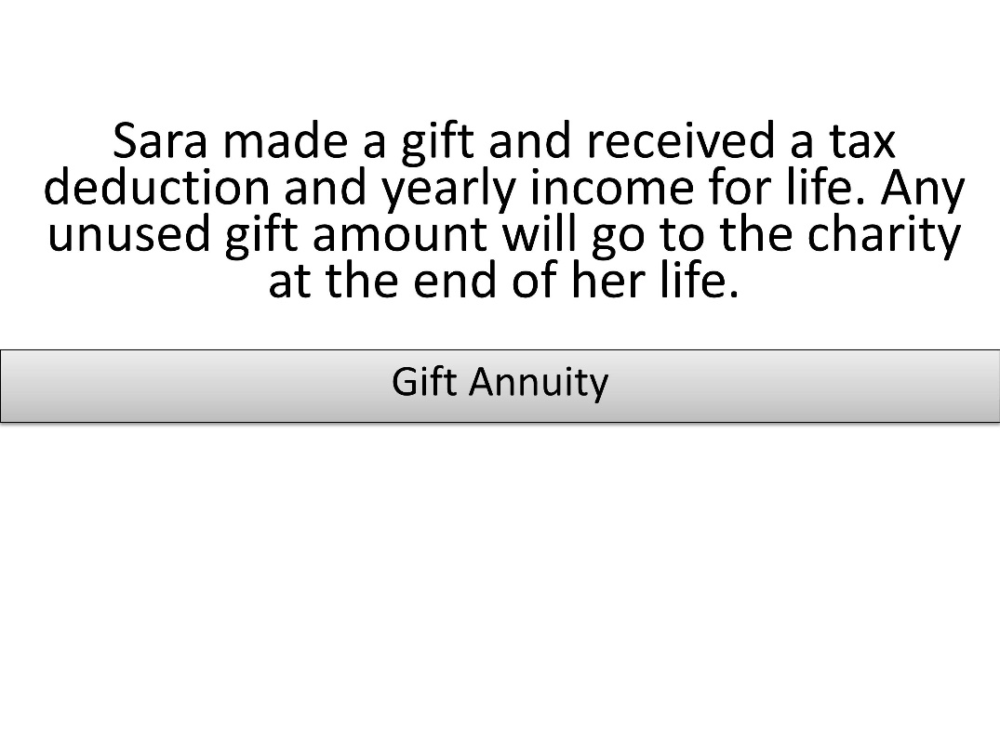 Sara made a gift and received a tax
deduction and yearly income for life. Any
unused gift amount will go to the charity
at the end of her life.
Gift Annuity